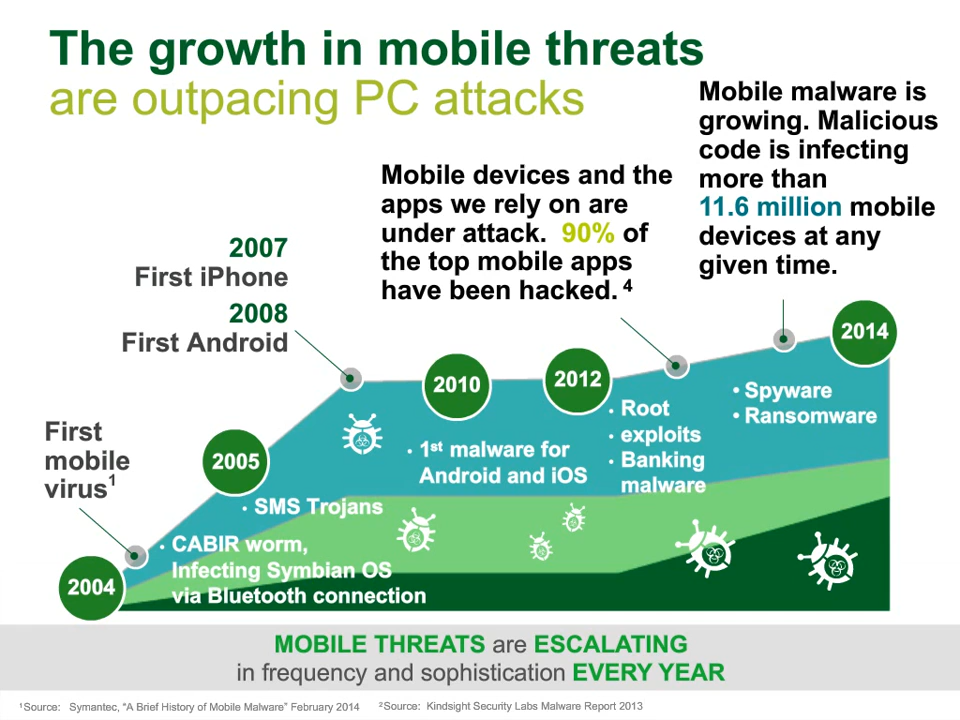 The growth in mobile threats
are outpacing PC attacks
Mobile malware is
growing. Malicious
code is infecting
more than
11.6 million mobile
devices at any
given time.
Mobile devices and the
apps we rely on are
under attack. 90% of
the top mobile apps
have been hacked. 4
2007
First iPhone
2008
First Android
First
mobile
virus1
2004
2005
2010
2012
2014
• CABIR worm,
Infecting Symbian OS
via Bluetooth connection
• SMS Trojans
• 1st malware for
Android and iOS
• Root
• exploits
• Banking
malware
• Spyware
• Ransomware
MOBILE THREATS are ESCALATING
in frequency and sophistication EVERY YEAR
1Source: Symantec, "A Brief History of Mobile Malware" February 2014
2Source: Kindsight Security Labs Malware Report 2013